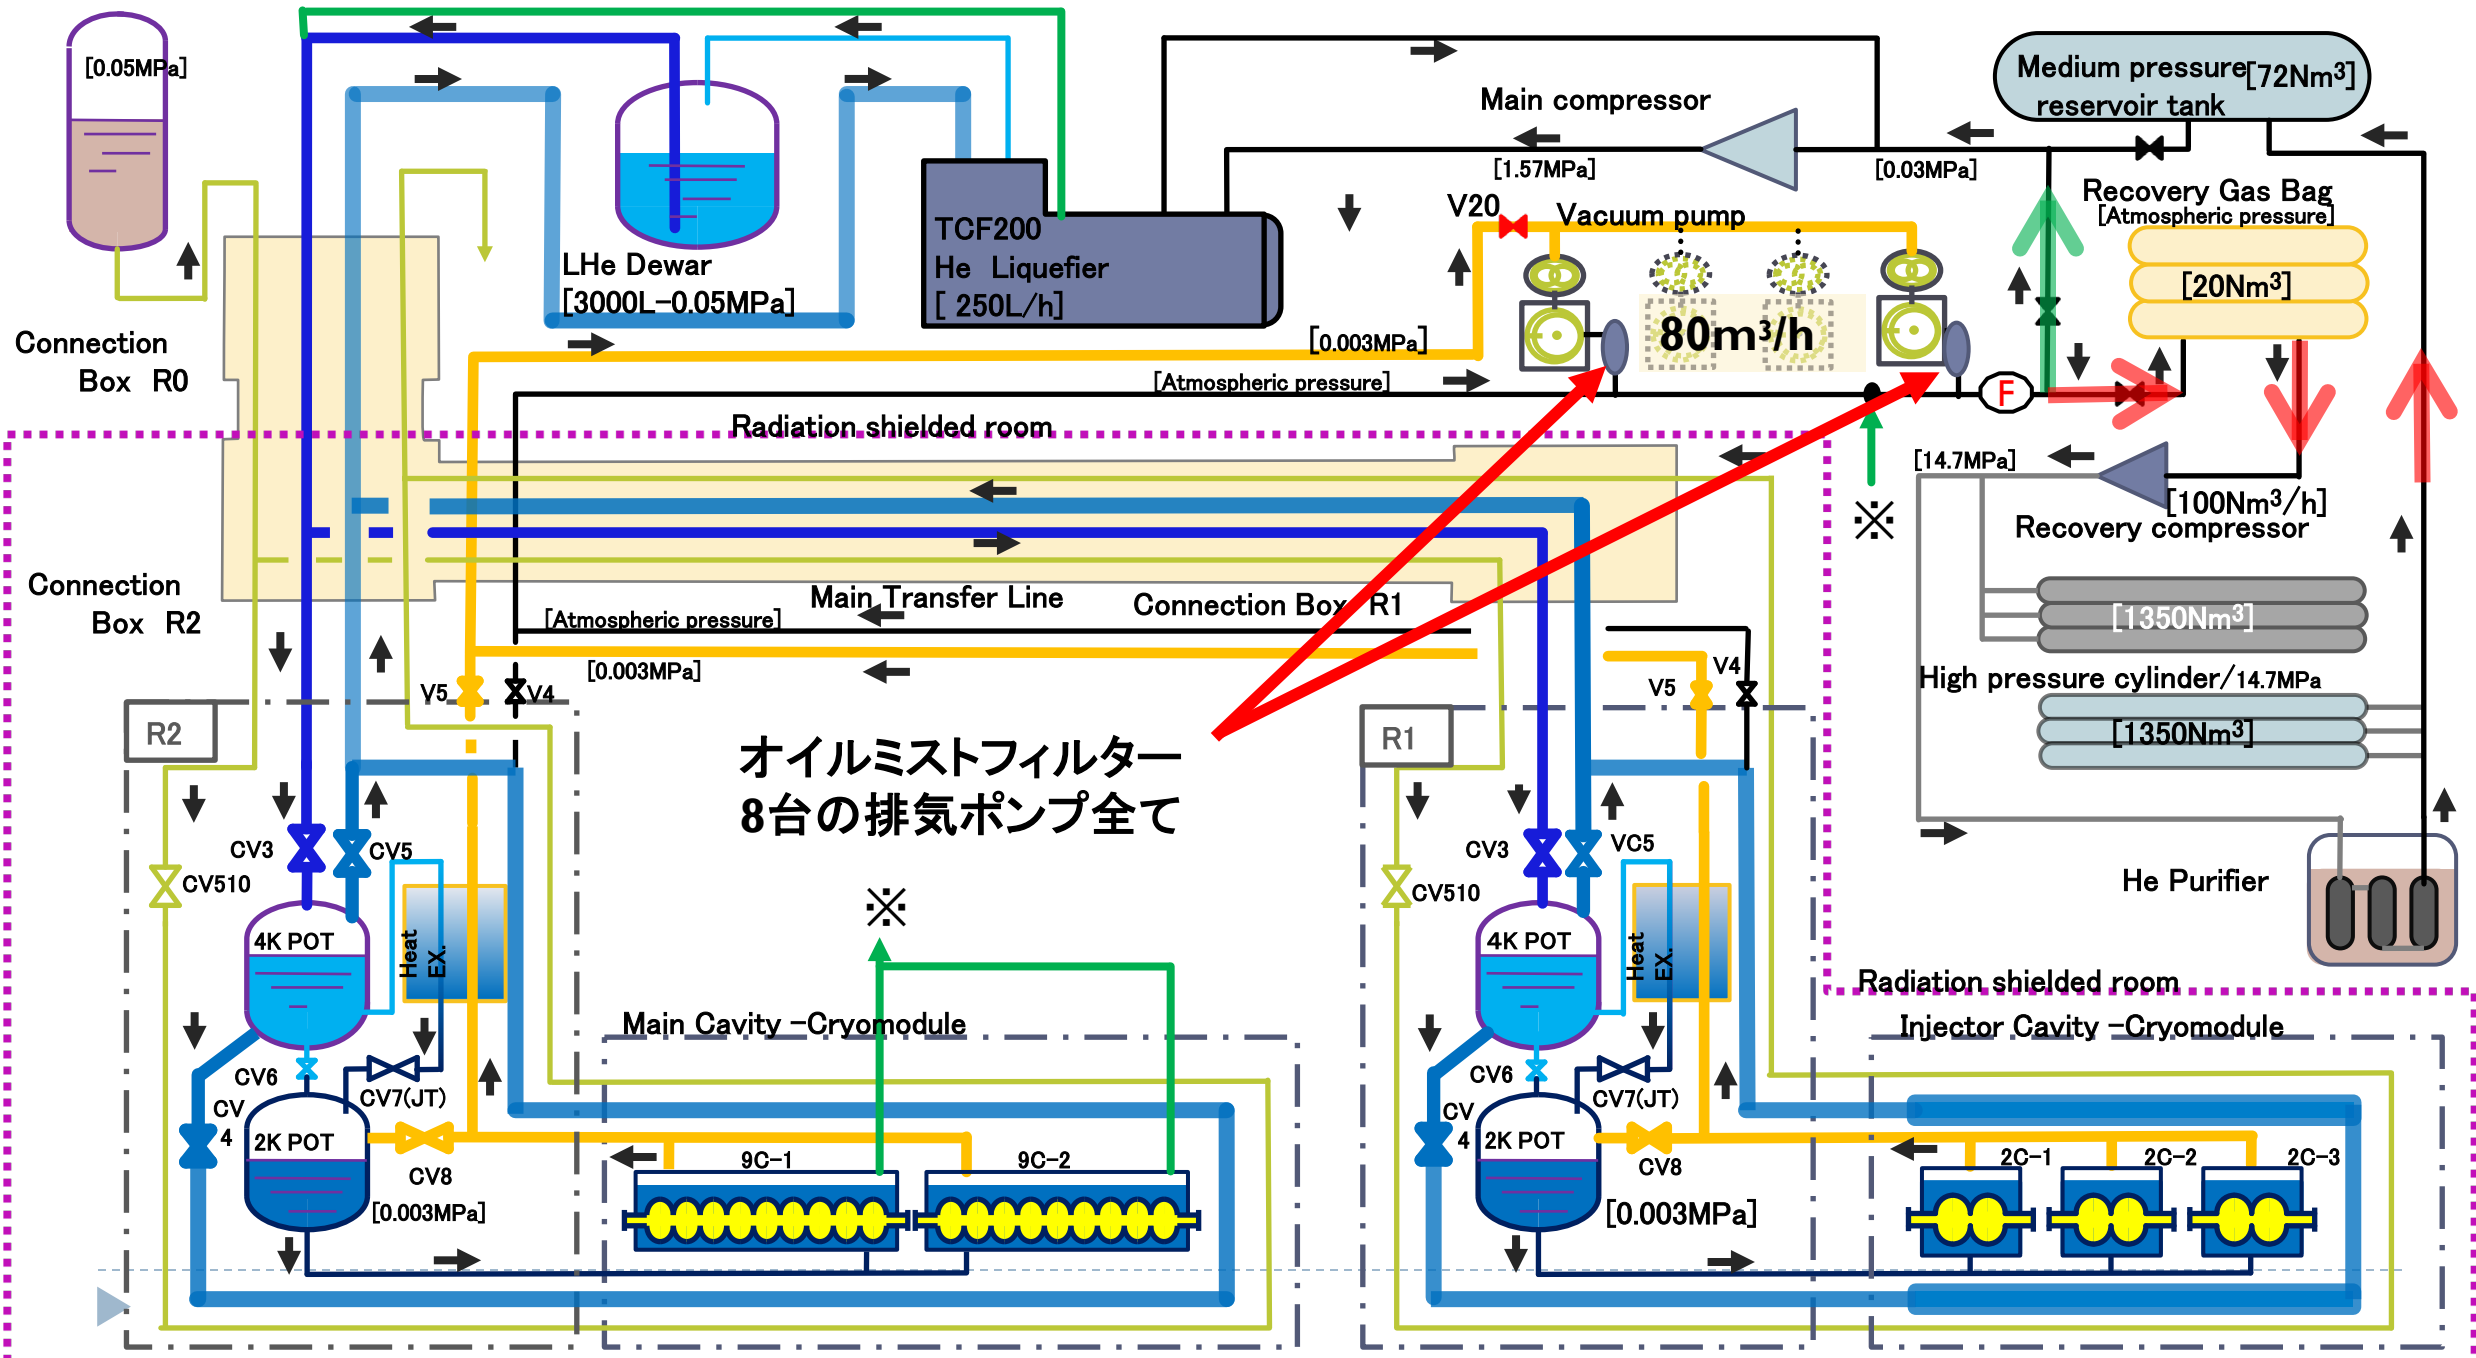 [0.05MPa]
Medium pressure [72Nm³]
reservoir tank
Main compressor
[1.57MPa]
[0.03MPa]
Recovery Gas Bag
[Atmospheric pressure]
[20Nm³]
V20
Vacuum pump
TCF200
He Liquefier
[ 250L/h]
LHe Dewar
[3000L-0.05MPa]
80m³/h
[0.003MPa]
[Atmospheric pressure]
F
Connection
Box R0
Radiation shielded room
[14.7MPa]
[100Nm³/h]
Recovery compressor
※
[1350Nm³]
High pressure cylinder/14.7MPa
[1350Nm³]
Connection
Box R2
Main Transfer Line
Connection Box R1
[Atmospheric pressure]
[0.003MPa]
V5
V4
V5
V4
R2
R1
オイルミストフィルター
8台の排気ポンプ全て
CV3
CV5
CV510
CV3
VC5
CV510
He Purifier
※
4K POT
Heat
EX.
4K POT
Heat
EX.
Radiation shielded room
Main Cavity -Cryomodule
Injector Cavity -Cryomodule
CV6
CV7(JT)
CV
4
2K POT
CV8
[0.003MPa]
9C-1
9C-2
CV6
CV7(JT)
CV
4
2K POT
CV8
[0.003MPa]
2C-1
2C-2
2C-3